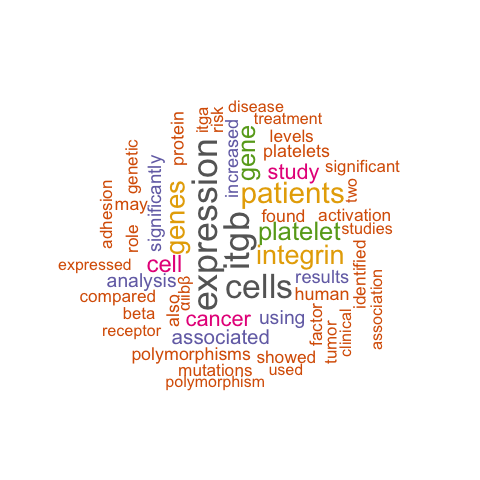 disease
treatment
itga
risk
protein
increased
gene
levels
platelets
genetic
significantly
expression
study
significant
adhesion
may
genes
itgb
patients
two
found
activation
role
platelet
studies
integrin
expressed
cell
analysis
cells
results
identified
compared
human
also
αiibβ
association
beta
cancer
using
factor
receptor
associated
tumor
clinical
polymorphisms
showed
mutations
used
polymorphism